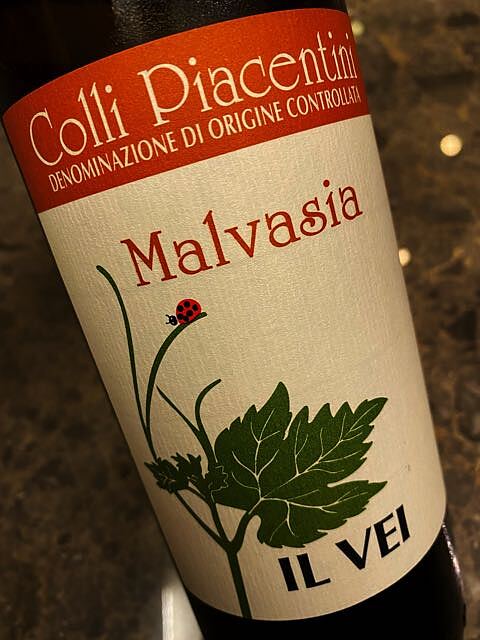 Colli Piacentini
DENOMINAZIONE DI ORIGINE CONTROLLATA
Malvasia
IL VEI